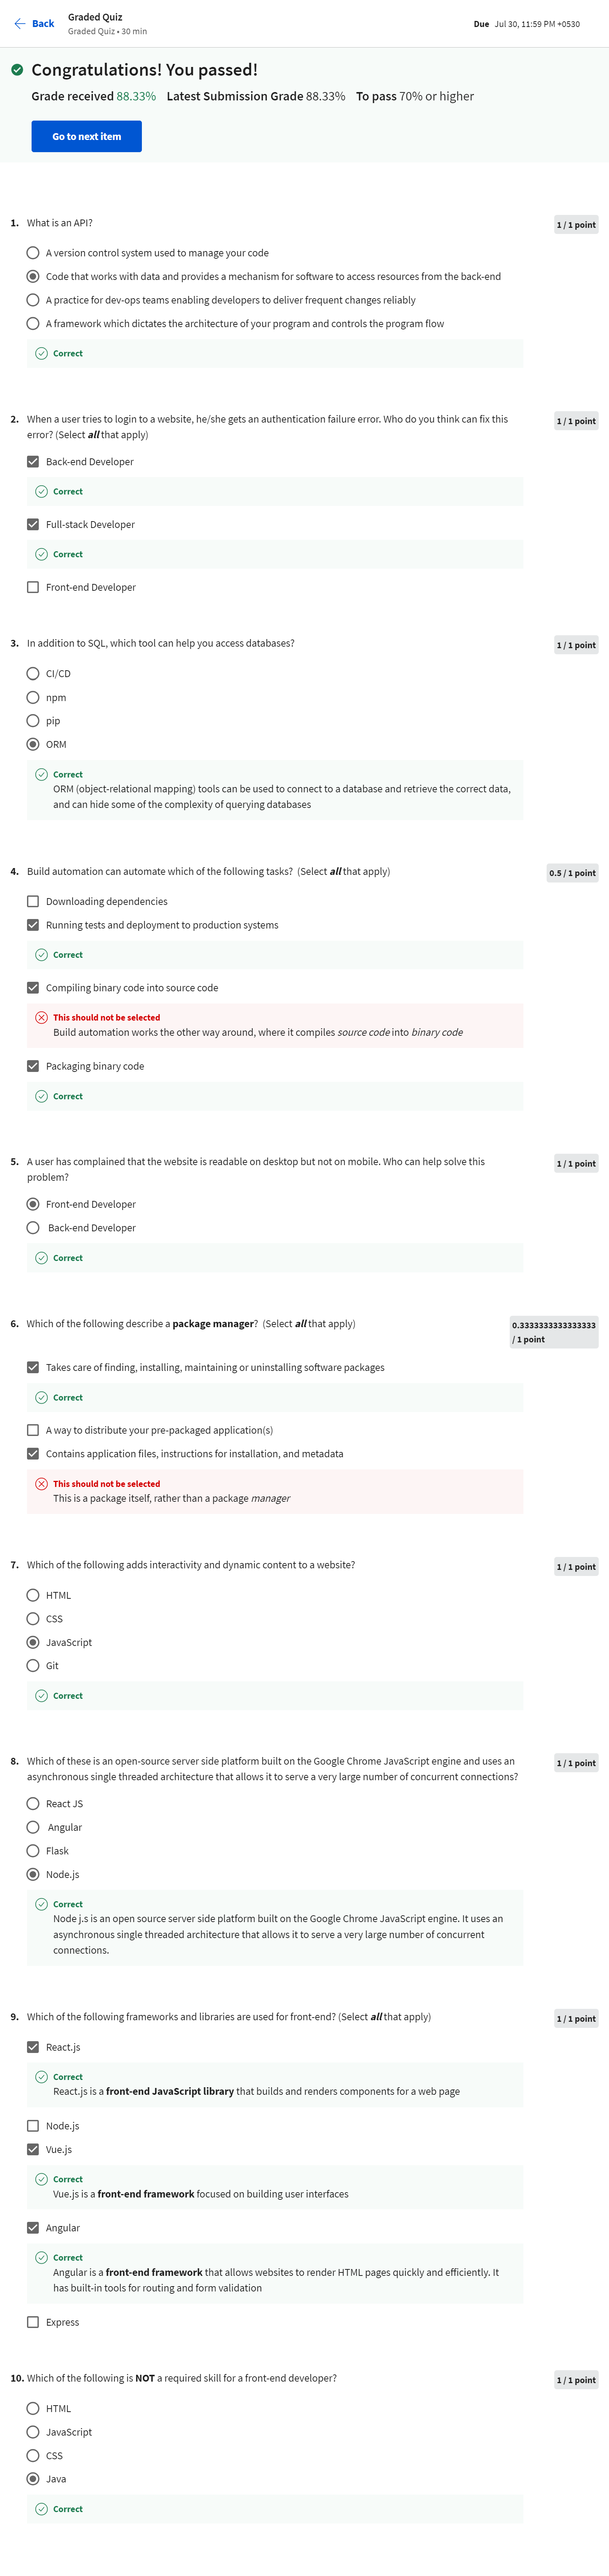 Back
Graded Quiz
Graded Quiz • 30 min
Due Jul 30, 11:59 PM +0530
Congratulations! You passed!
Grade received 88.33% Latest Submission Grade 88.33% To pass 70% or higher
Go to next item
1. What is an API?
1 / 1 point
A version control system used to manage your code
Code that works with data and provides a mechanism for software to access resources from the back-end
A practice for dev-ops teams enabling developers to deliver frequent changes reliably
A framework which dictates the architecture of your program and controls the program flow
Correct
2. When a user tries to login to a website, he/she gets an authentication failure error. Who do you think can fix this
error? (Select all that apply)
1 / 1 point
Back-end Developer
Correct
Full-stack Developer
Correct
Front-end Developer
3. In addition to SQL, which tool can help you access databases?
1 / 1 point
CI/CD
npm
pip
ORM
Correct
ORM (object-relational mapping) tools can be used to connect to a database and retrieve the correct data,
and can hide some of the complexity of querying databases
4. Build automation can automate which of the following tasks? (Select all that apply)
0.5 / 1 point
Downloading dependencies
Running tests and deployment to production systems
Correct
Compiling binary code into source code
This should not be selected
Build automation works the other way around, where it compiles source code into binary code
Packaging binary code
Correct
5. A user has complained that the website is readable on desktop but not on mobile. Who can help solve this
problem?
1 / 1 point
Front-end Developer
Back-end Developer
Correct
6. Which of the following describe a package manager? (Select all that apply)
0.3333333333333333
/ 1 point
Takes care of finding, installing, maintaining or uninstalling software packages
Correct
A way to distribute your pre-packaged application(s)
Contains application files, instructions for installation, and metadata
This should not be selected
This is a package itself, rather than a package manager
7. Which of the following adds interactivity and dynamic content to a website?
1 / 1 point
HTML
CSS
JavaScript
Git
Correct
8. Which of these is an open-source server side platform built on the Google Chrome JavaScript engine and uses an
asynchronous single threaded architecture that allows it to serve a very large number of concurrent connections?
1 / 1 point
React JS
Angular
Flask
Node.js
Correct
Node j.s is an open source server side platform built on the Google Chrome JavaScript engine. It uses an
asynchronous single threaded architecture that allows it to serve a very large number of concurrent
connections.
9. Which of the following frameworks and libraries are used for front-end? (Select all that apply)
1 / 1 point
React.js
Correct
React.js is a front-end JavaScript library that builds and renders components for a web page
Node.js
Vue.js
Correct
Vue.js is a front-end framework focused on building user interfaces
Angular
Correct
Angular is a front-end framework that allows websites to render HTML pages quickly and efficiently. It
has built-in tools for routing and form validation
Express
10. Which of the following is NOT a required skill for a front-end developer?
1 / 1 point
HTML
JavaScript
CSS
Java
Correct